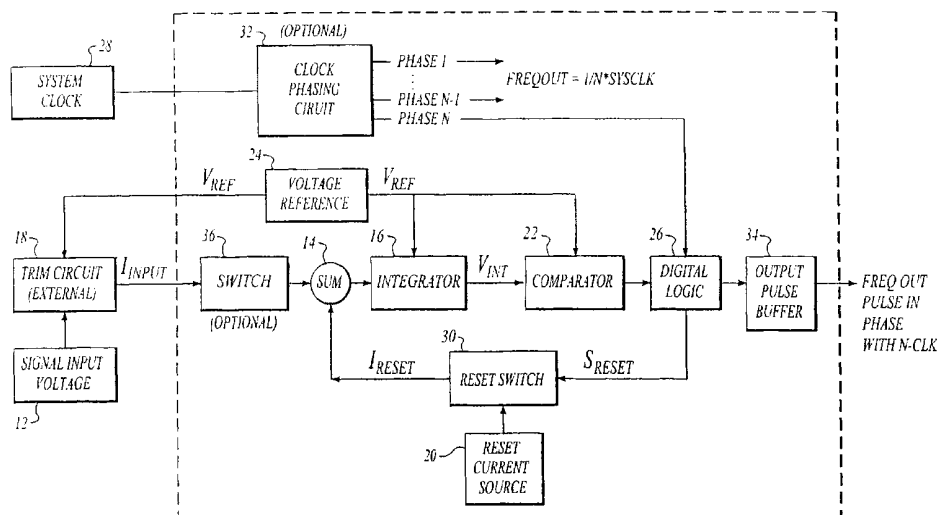 28
SYSTEM
CLOCK
32
(OPTIONAL)
CLOCK
PHASING
CIRUIT
PHASE 1
PHASE N-1
PHASE N
FREQOUT = 1/N*SYSCLK
24
VOLTAGE
REFERENCE
V_REF
V_REF
18
TRIM CIRCUIT
(EXTERNAL)
I_INPUT
36
SWITCH
(OPTIONAL)
14
SUM
16
INTEGRATOR
V_INT
22
COMPARATOR
26
DIGITAL
LOGIC
34
OUTPUT
PULSE
BUFFER
FREQ OUT
PULSE IN
PHASE
WITH N-CLK
SIGNAL INPUT
VOLTAGE
12
I_RESET
30
RESET SWITCH
S_RESET
20
RESET
CURRENT
SOURCE